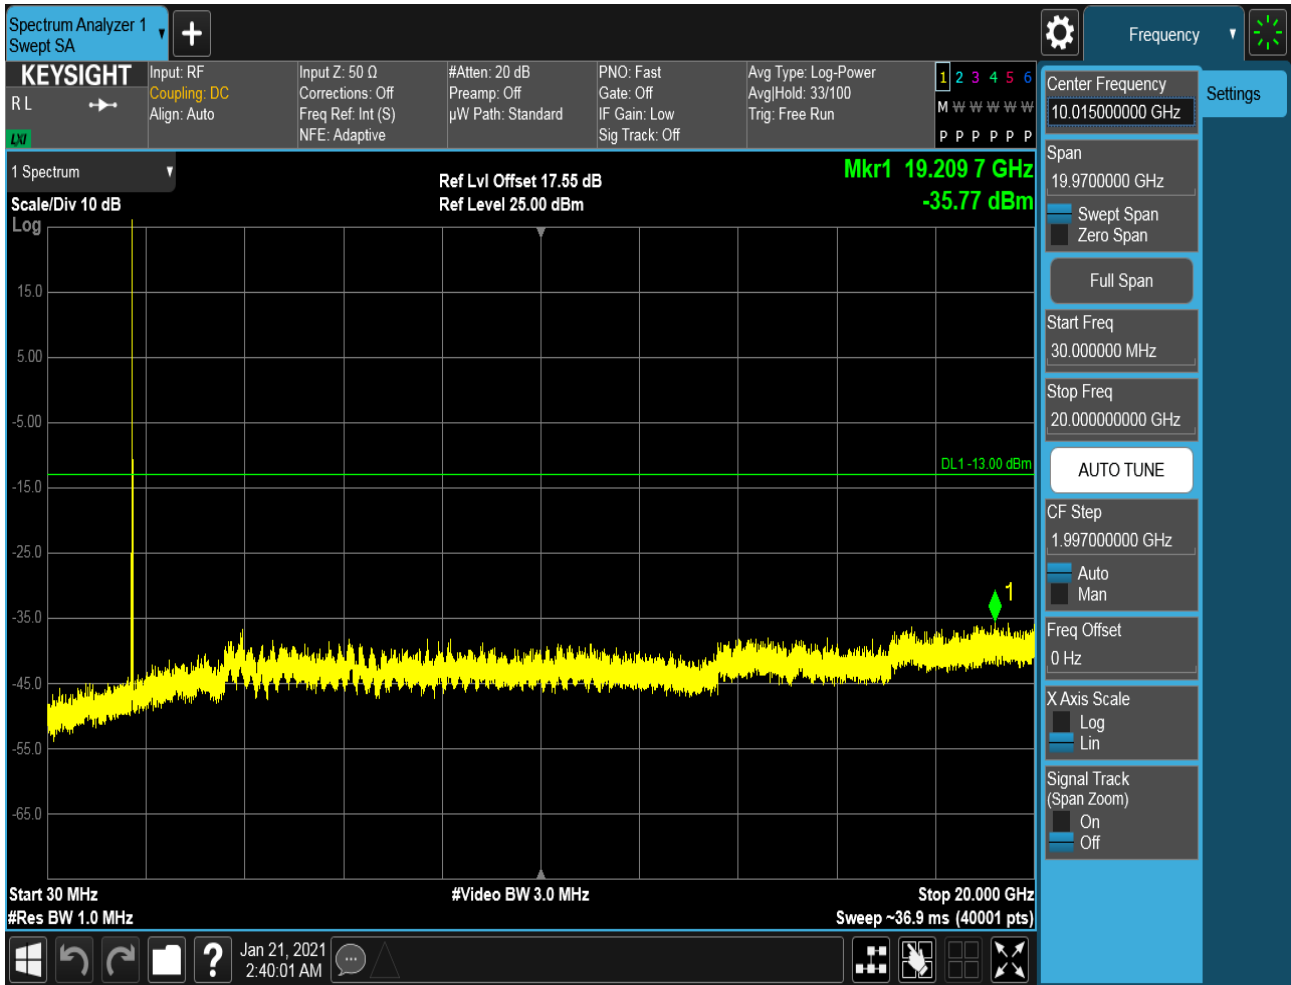 Spectrum Analyzer 1
Swept SA
Frequency
KEYSIGHT
R L
LXI
Input: RF
Coupling: DC
Align: Auto
Input Z: 50 Ω
Corrections: Off
Freq Ref: Int (S)
NFE: Adaptive
#Atten: 20 dB
Preamp: Off
µW Path: Standard
PNO: Fast
Gate: Off
IF Gain: Low
Sig Track: Off
Avg Type: Log-Power
Avg|Hold: 33/100
Trig: Free Run
1 2 3 4 5 6
M W W W W W
P P P P P P
1 Spectrum
Scale/Div 10 dB
Log
Ref Lvl Offset 17.55 dB
Ref Level 25.00 dBm
Mkr1 19.209 7 GHz
-35.77 dBm
15.0
5.00
-5.00
-15.0
-25.0
-35.0
-45.0
-55.0
-65.0
DL1 -13.00 dBm
1
Start 30 MHz
#Res BW 1.0 MHz
#Video BW 3.0 MHz
Stop 20.000 GHz
Sweep ~36.9 ms (40001 pts)
?
Jan 21, 2021
2:40:01 AM
Center Frequency
10.015000000 GHz
Settings
Span
19.9700000 GHz
Swept Span
Zero Span
Full Span
Start Freq
30.000000 MHz
Stop Freq
20.000000000 GHz
AUTO TUNE
CF Step
1.997000000 GHz
Auto
Man
Freq Offset
0 Hz
X Axis Scale
Log
Lin
Signal Track
(Span Zoom)
On
Off